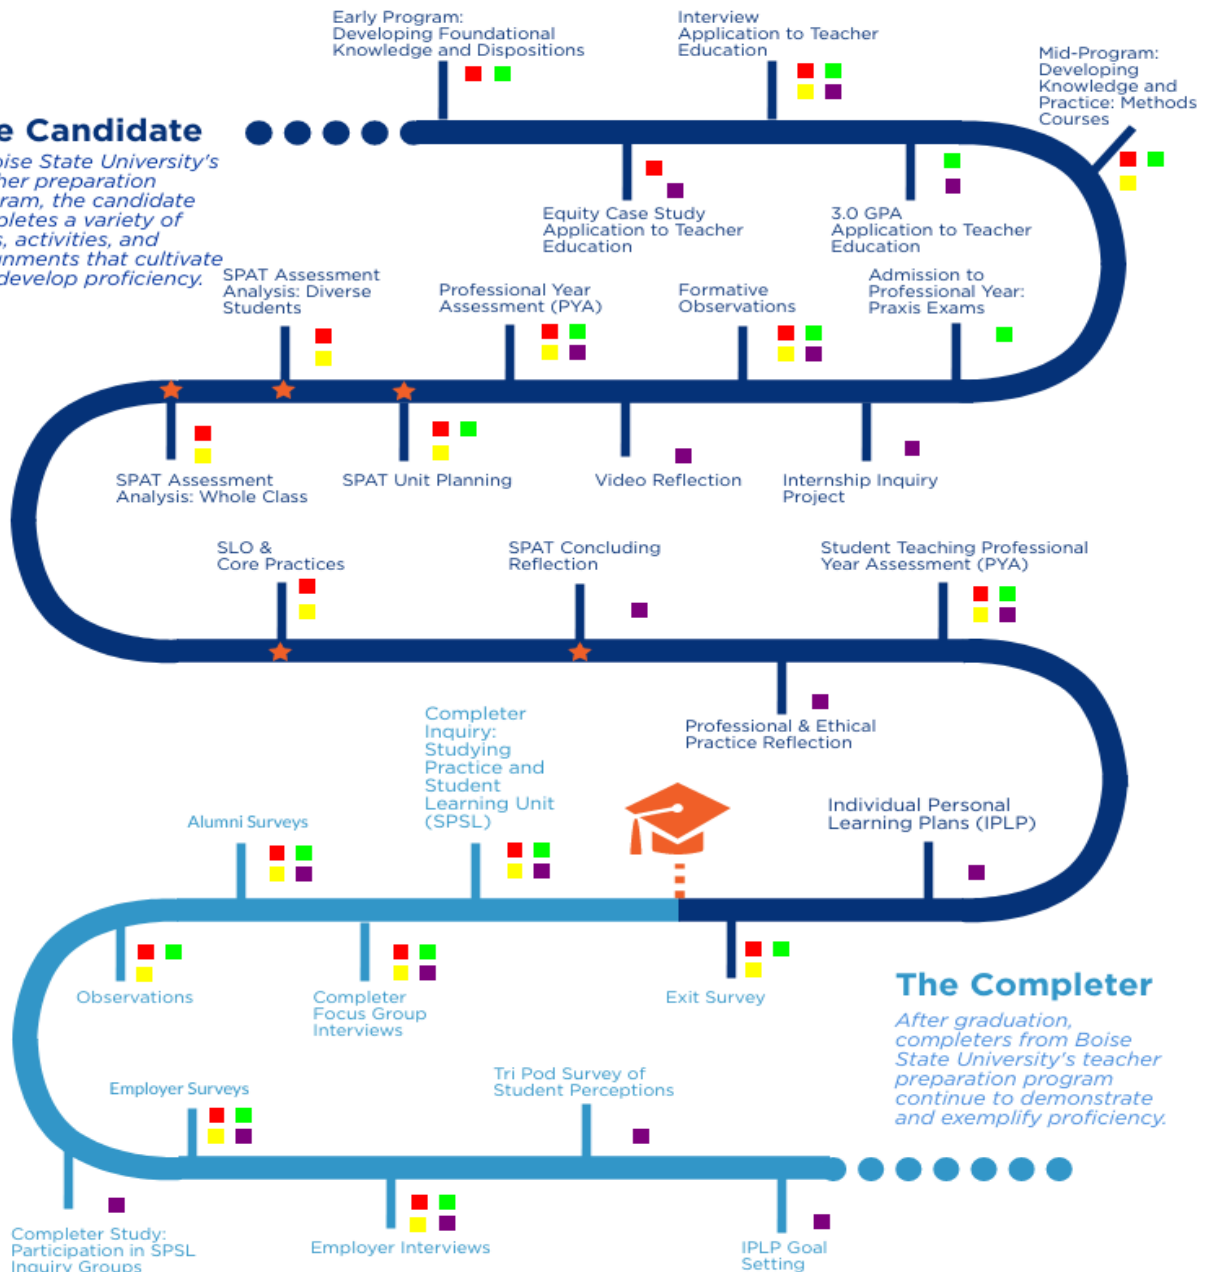 Early Program:
Developing Foundational
Knowledge and Dispositions
Interview
Application to Teacher
Education
Mid-Program:
Developing
Knowledge and
Practice: Methods
Courses
e Candidate
oise State University's
her preparation
ram, the candidate
pletes a variety of
s, activities, and
gnments that cultivate
develop proficiency.
Equity Case Study
Application to Teacher
Education
3.0 GPA
Application to Teacher
Education
SPAT Assessment
Analysis: Diverse
Students
Professional Year
Assessment (PYA)
Formative
Observations
Admission to
Professional Year:
Praxis Exams
SPAT Assessment
Analysis: Whole Class
SPAT Unit Planning
Video Reflection
Internship Inquiry
Project
SLO &
Core Practices
SPAT Concluding
Reflection
Student Teaching Professional
Year Assessment (PYA)
Professional & Ethical
Practice Reflection
Completer
Inquiry:
Studying
Practice and
Student
Learning Unit
(SPSL)
Alumni Surveys
Individual Personal
Learning Plans (IPLP)
Observations
Completer
Focus Group
Interviews
Exit Survey
The Completer
After graduation,
completers from Boise
State University's teacher
preparation program
continue to demonstrate
and exemplify proficiency.
Employer Surveys
Tri Pod Survey of
Student Perceptions
Completer Study:
Participation in SPSL
Inquiry Groups
Employer Interviews
IPLP Goal
Setting